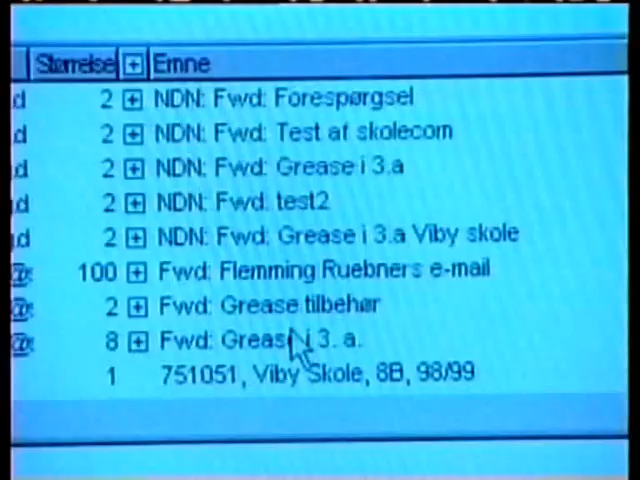 Størrelse Emne
2 NDN: Fwd: Forespørgsel
2 NDN: Fwd: Test af skolecom
2 NDN: Fwd: Grease i 3.a
2 NDN: Fwd: test2
2 NDN: Fwd: Grease i 3.a Viby skole
100 Fwd: Flemming Ruebners e-mail
2 Fwd: Grease tilbehør
8 Fwd: Grease i 3. a.
1 751051, Viby Skole, 8B, 98/99